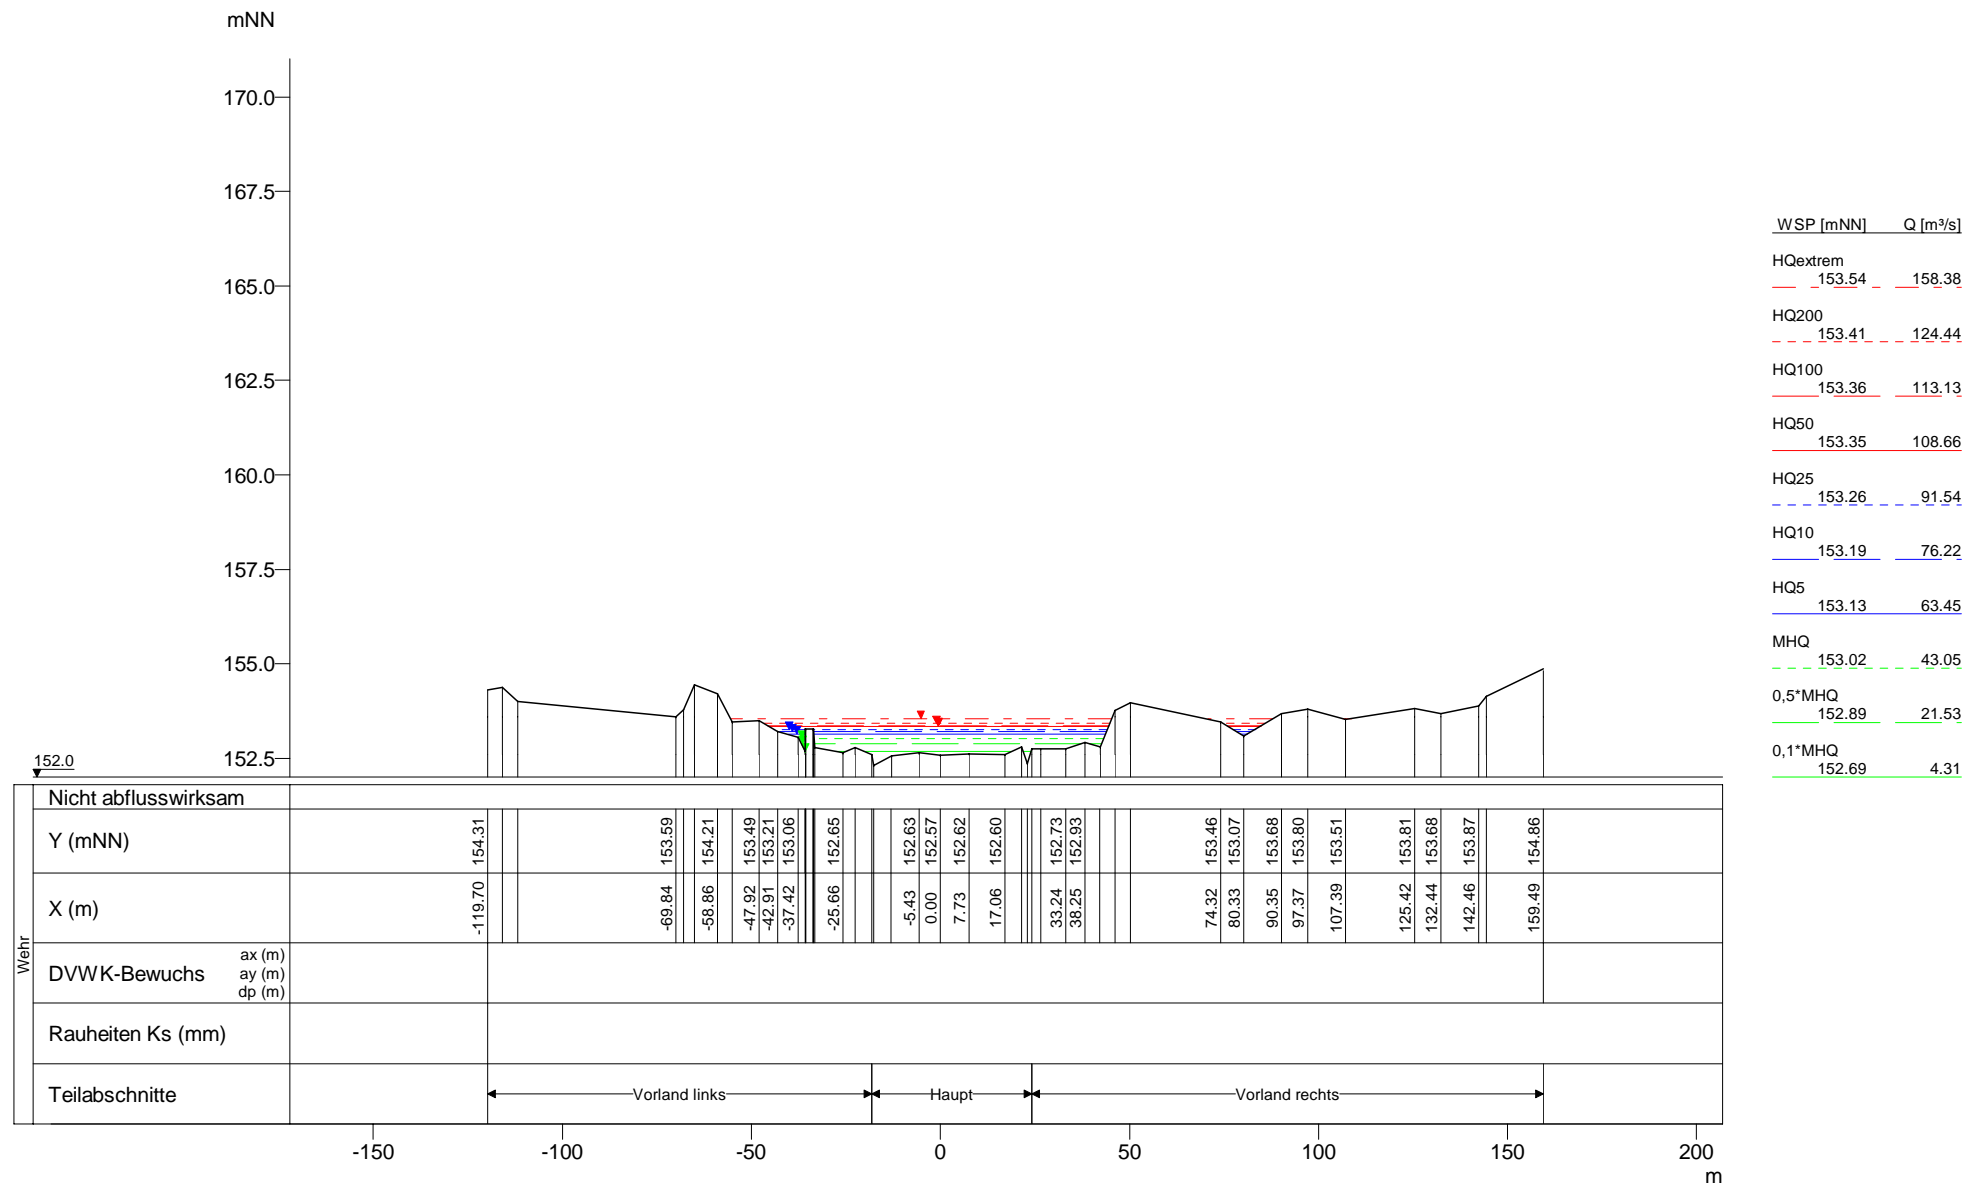 mNN
170.0
167.5
165.0
162.5
160.0
157.5
155.0
152.5
152.0
WSP [mNN] Q [m³/s]
HQextrem
153.54 158.38
HQ200
153.41 124.44
HQ100
153.36 113.13
HQ50
153.35 108.66
HQ25
153.26 91.54
HQ10
153.19 76.22
HQ5
153.13 63.45
MHQ
153.02 43.05
0,5*MHQ
152.89 21.53
0,1*MHQ
152.69 4.31
Wehr
Nicht abflusswirksam
Y (mNN) 154.31 153.59 154.21 153.49 153.21 153.06 152.65 152.63 152.57 152.62 152.60 152.73 152.93 153.46 153.07 153.68 153.80 153.51 153.81 153.68 153.87 154.86
X (m) -119.70 -69.84 -58.86 -47.92 -42.91 -37.42 -25.66 -5.43 0.00 7.73 17.06 33.24 38.25 74.32 80.33 90.35 97.37 107.39 125.42 132.44 142.46 159.49
DVWK-Bewuchs
ax (m)
ay (m)
dp (m)
Rauheiten Ks (mm)
Teilabschnitte Vorland links Haupt Vorland rechts
-150 -100 -50 0 50 100 150 200
m